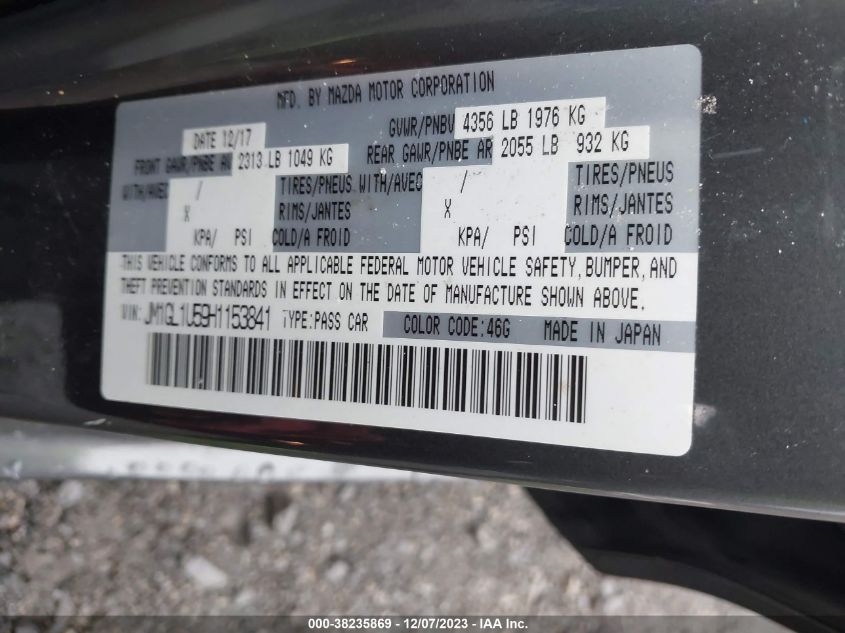 MFD. BY MAZDA MOTOR CORPORATION
DATE 12/17 GVWR/PNBV 4356 LB 1976 KG
FRONT GAWR/PNBE AV 2313 LB 1049 KG REAR GAWR/PNBE AR 2055 LB 932 KG
WITH/AVEC / TIRES/PNEUS WITH/AVEC / TIRES/PNEUS
X RIMS/JANTES X RIMS/JANTES
KPA/ PSI COLD/A FROID KPA/ PSI COLD/A FROID
THIS VEHICLE CONFORMS TO ALL APPLICABLE FEDERAL MOTOR VEHICLE SAFETY, BUMPER, AND
THEFT PREVENTION STANDARDS IN EFFECT ON THE DATE OF MANUFACTURE SHOWN ABOVE.
VIN: JM1GL1U59H1153841 TYPE:PASS CAR COLOR CODE:46G MADE IN JAPAN
000-38235869 - 12/07/2023 - IAA Inc.